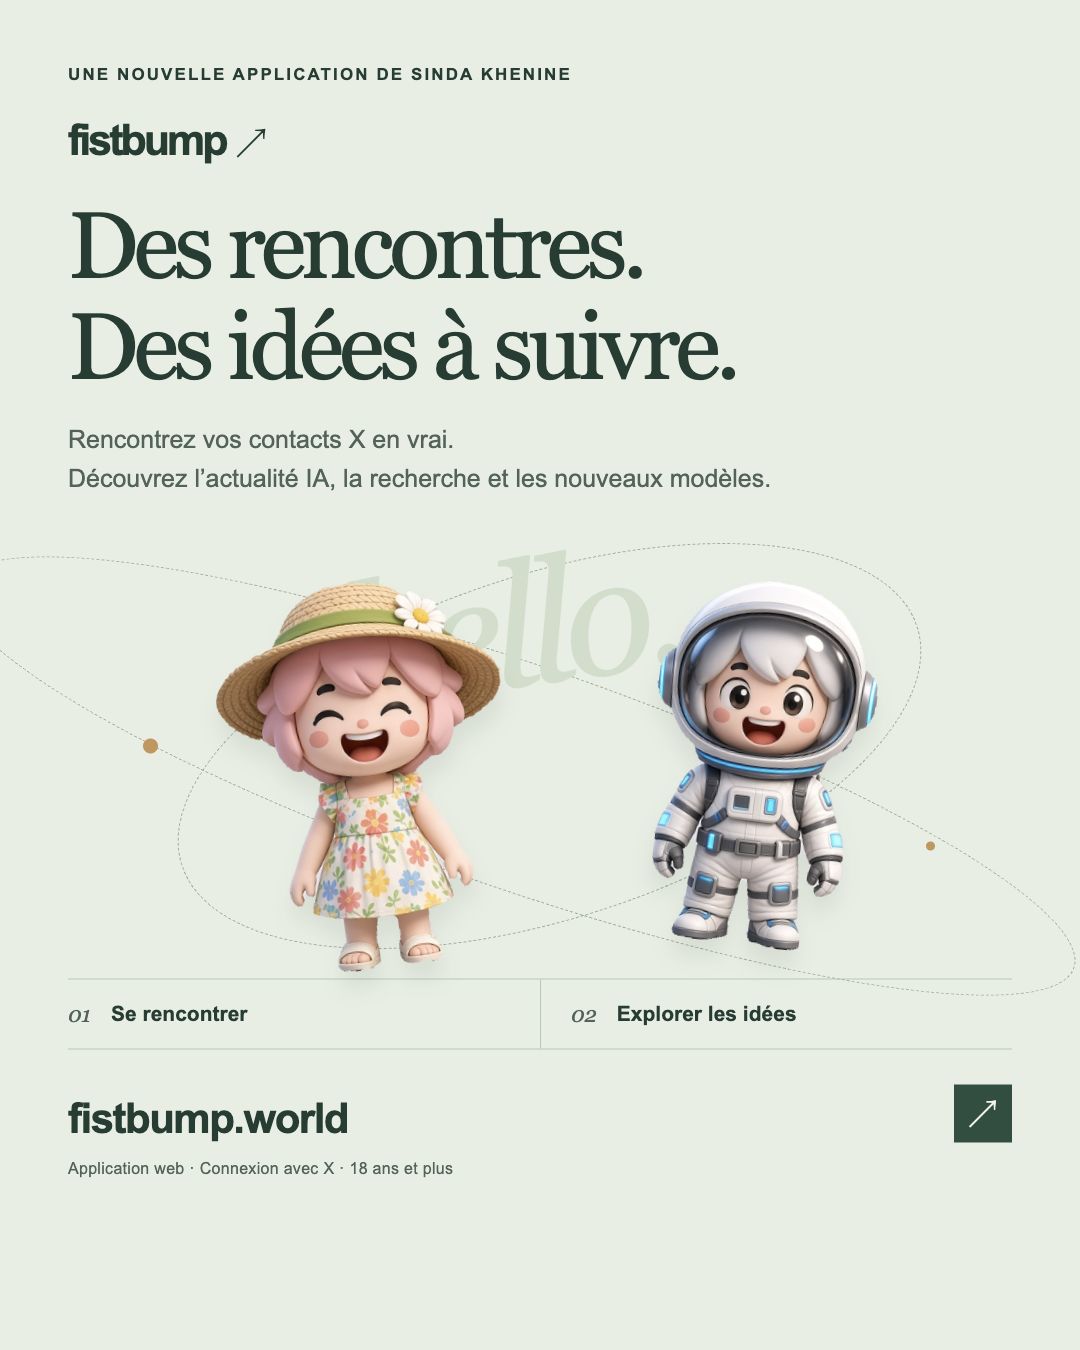 UNE NOUVELLE APPLICATION DE SINDA KHENINE
fistbump
Des rencontres.
Des idées à suivre.
Rencontrez vos contacts X en vrai.
Découvrez l’actualité IA, la recherche et les nouveaux modèles.
ello.
01 Se rencontrer
02 Explorer les idées
fistbump.world
Application web · Connexion avec X · 18 ans et plus